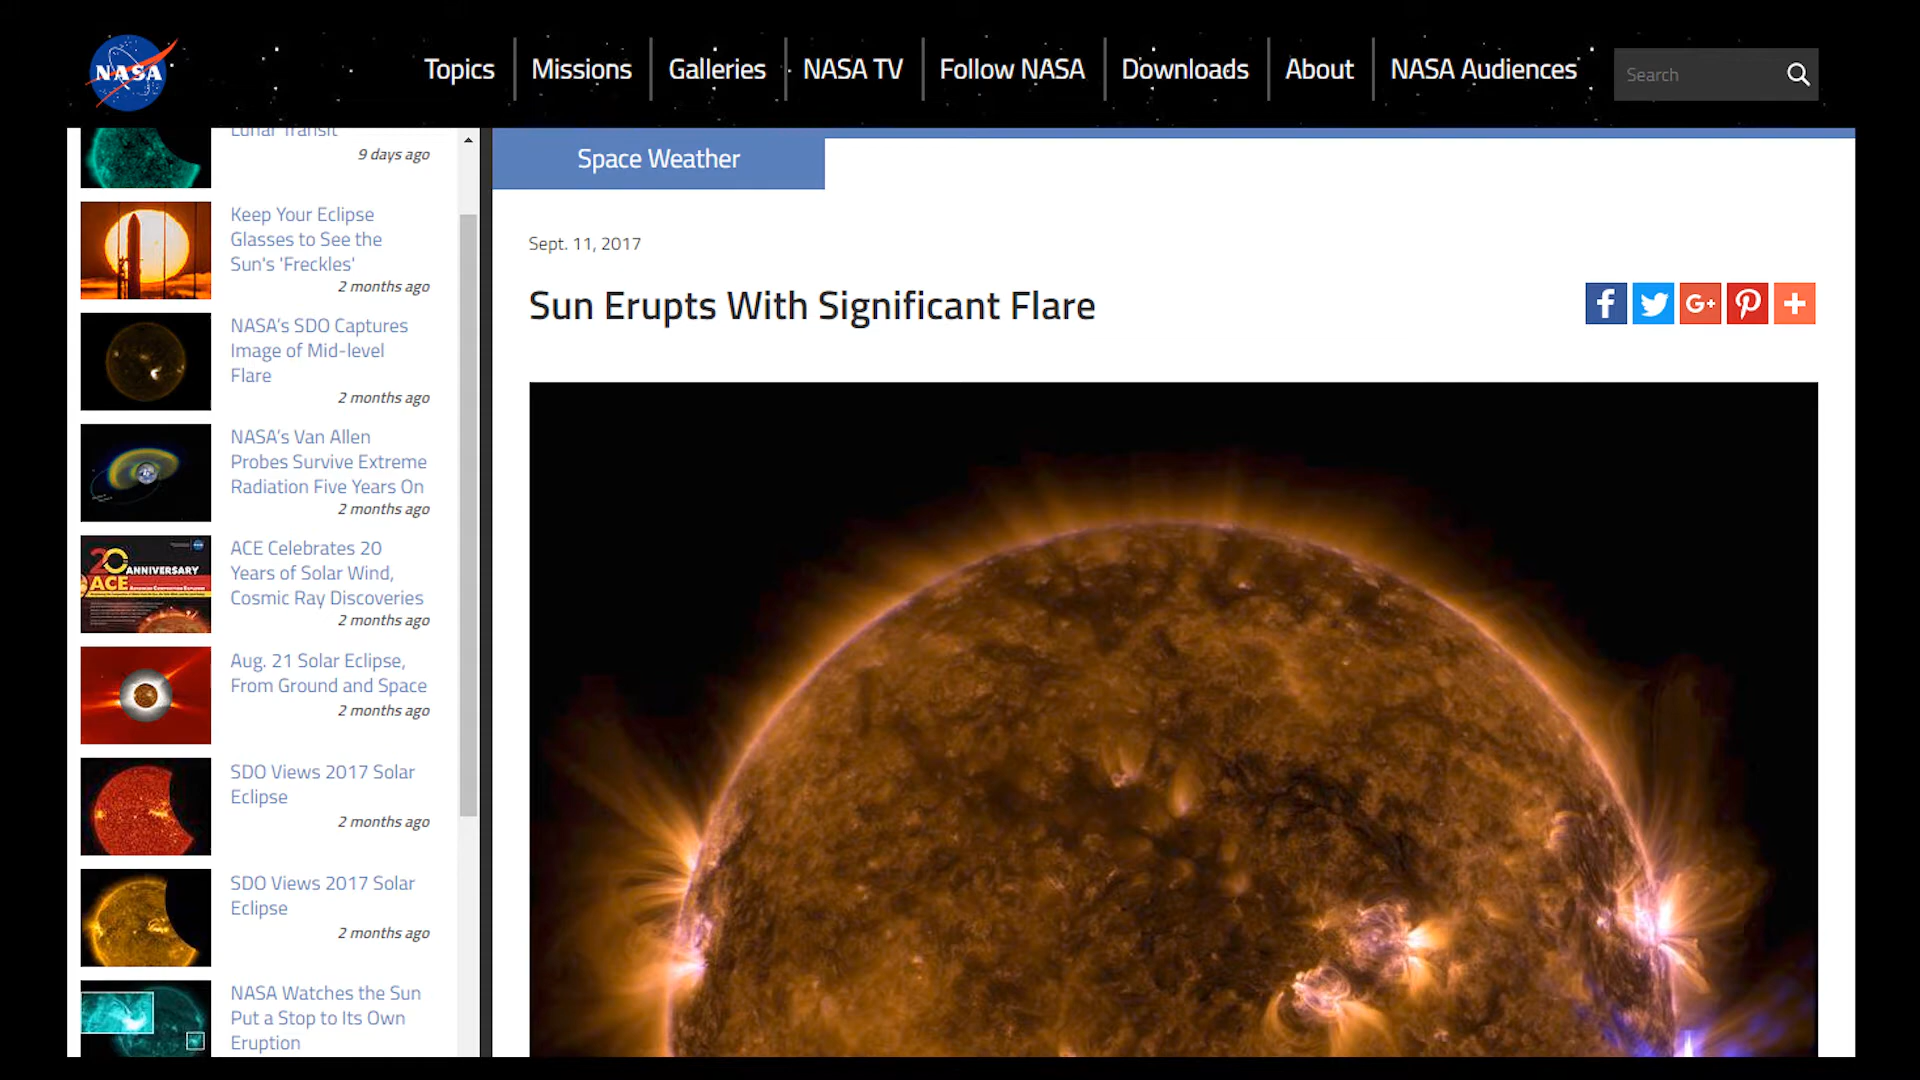 NASA
Topics
Missions
Galleries
NASA TV
Follow NASA
Downloads
About
NASA Audiences
Search
Lunar Transit
9 days ago
Keep Your Eclipse
Glasses to See the
Sun's 'Freckles'
2 months ago
NASA’s SDO Captures
Image of Mid-level
Flare
2 months ago
NASA’s Van Allen
Probes Survive Extreme
Radiation Five Years On
2 months ago
20
ANNIVERSARY
ACE
ACE Celebrates 20
Years of Solar Wind,
Cosmic Ray Discoveries
2 months ago
Aug. 21 Solar Eclipse,
From Ground and Space
2 months ago
SDO Views 2017 Solar
Eclipse
2 months ago
SDO Views 2017 Solar
Eclipse
2 months ago
NASA Watches the Sun
Put a Stop to Its Own
Eruption
Space Weather
Sept. 11, 2017
Sun Erupts With Significant Flare